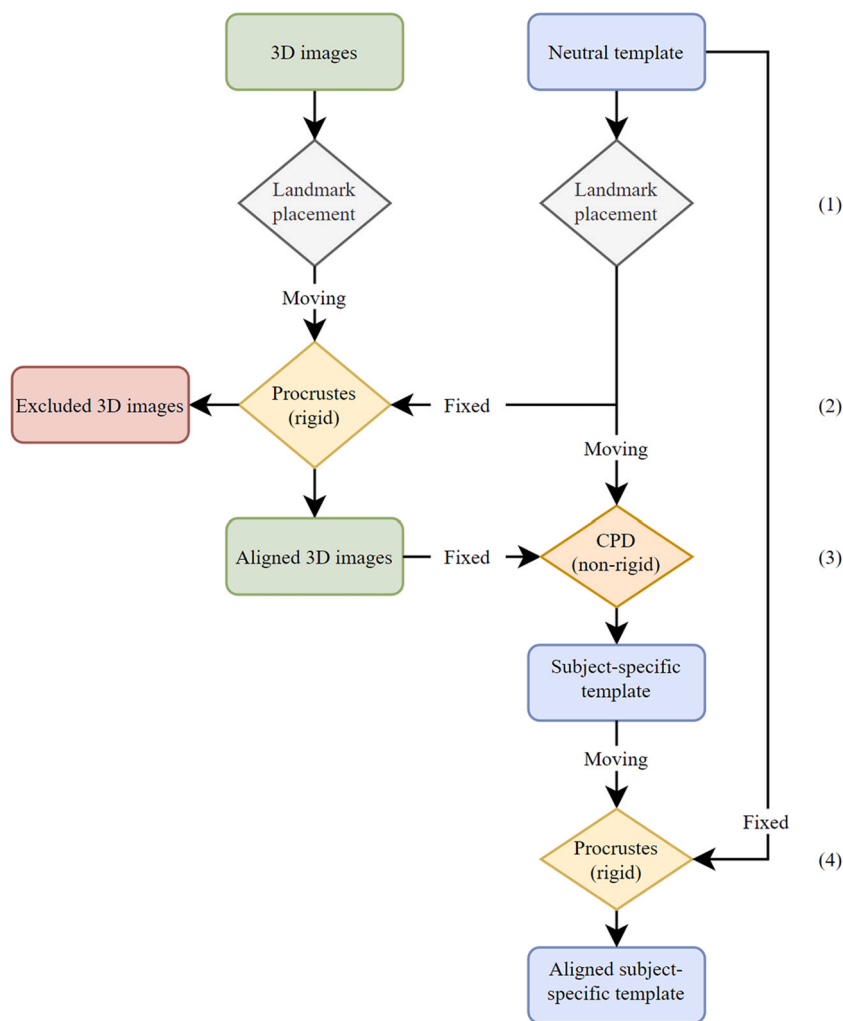 3D images
Neutral template
Landmark
placement
Landmark
placement
(1)
Moving
Excluded 3D images
Procrustes
(rigid)
Fixed
(2)
Moving
Aligned 3D images
Fixed
CPD
(non-rigid)
(3)
Subject-specific
template
Moving
Fixed
Procrustes
(rigid)
(4)
Aligned subject-
specific template